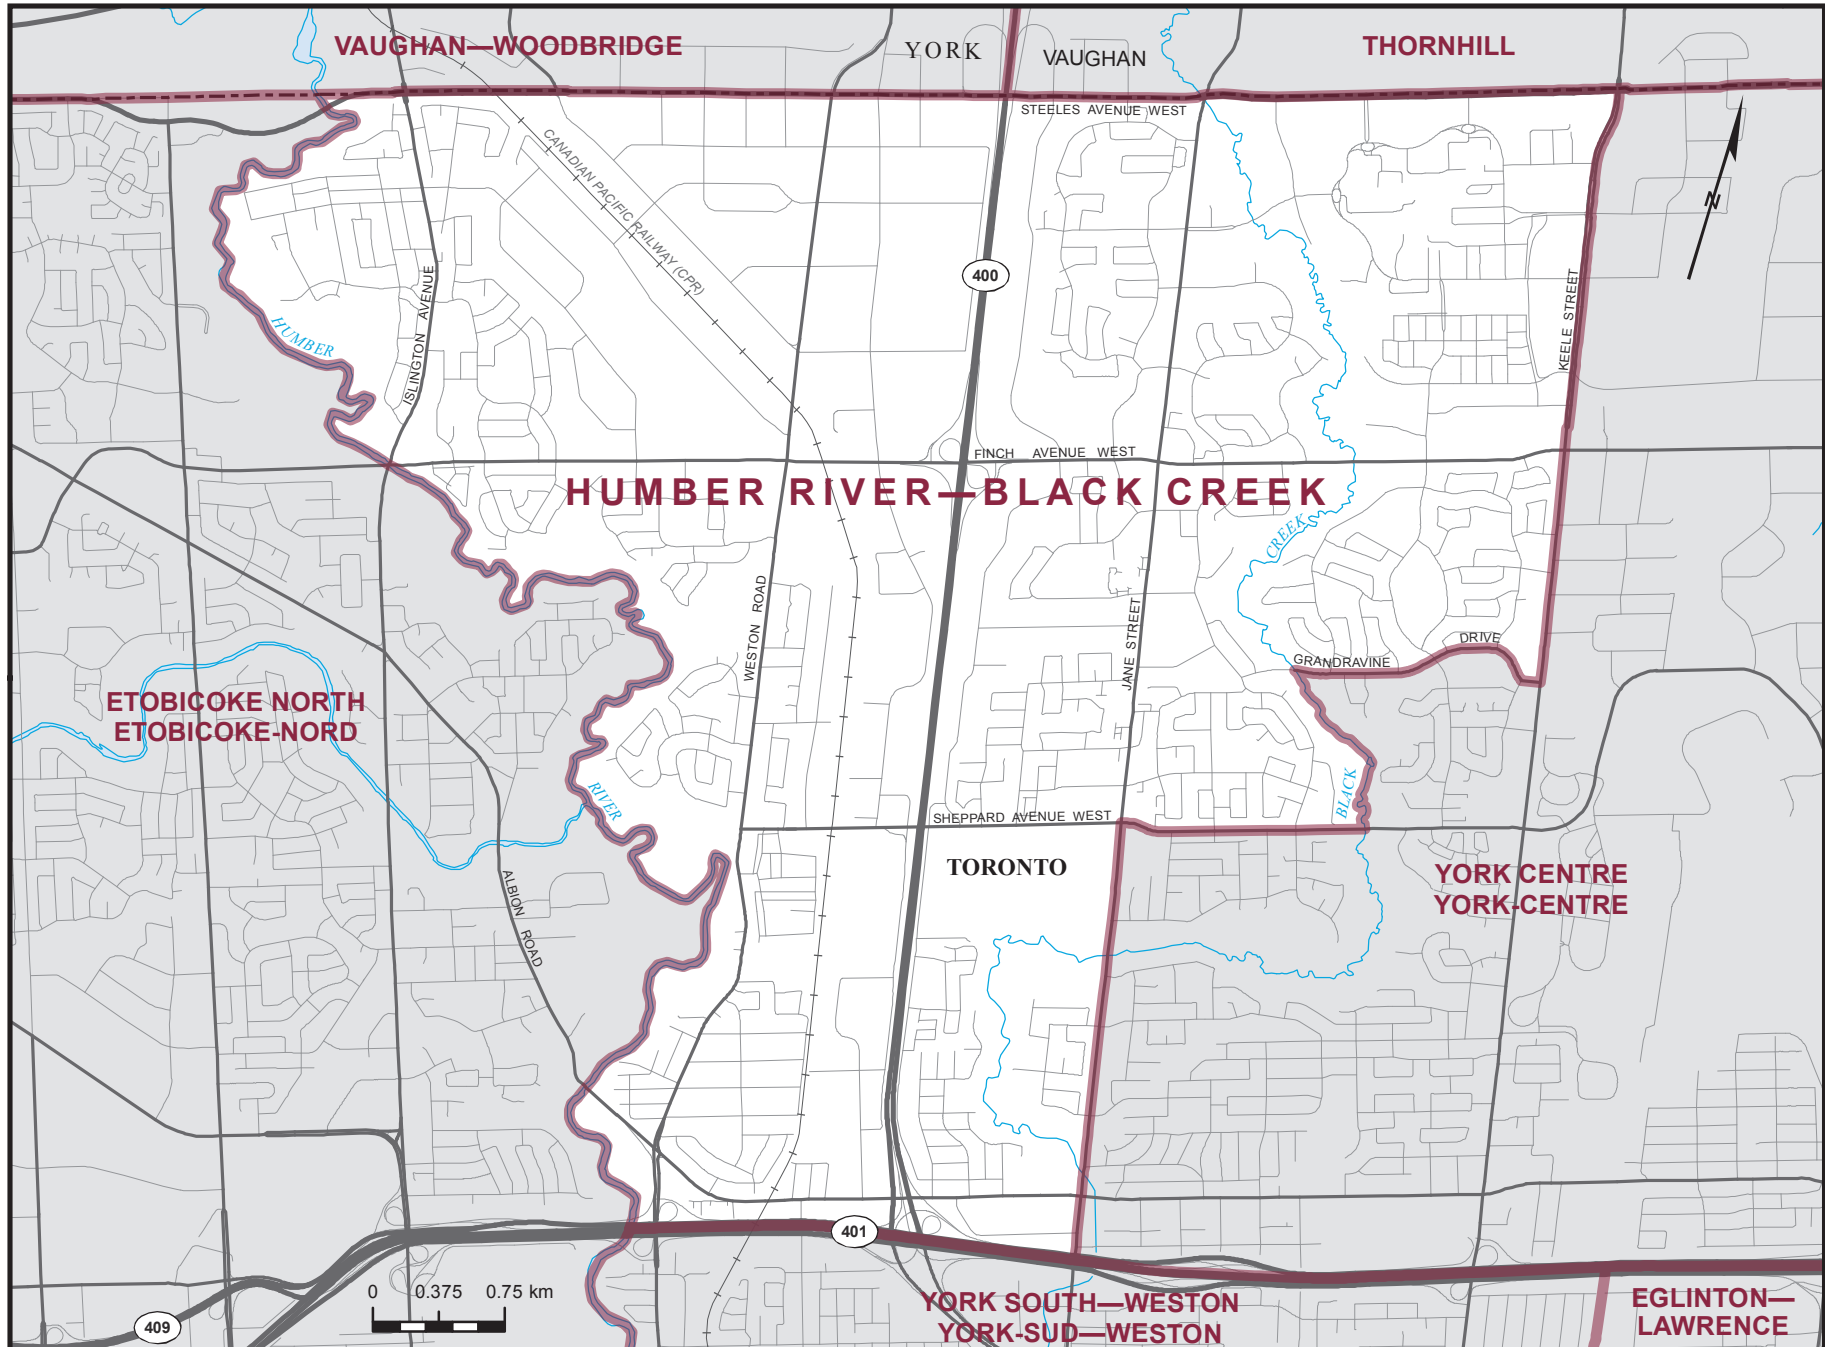 VAUGHAN—WOODBRIDGE
YORK
VAUGHAN
THORNHILL
STEELES AVENUE WEST
CANADIAN PACIFIC RAILWAY (CPR)
N
400
ISLINGTON AVENUE
KEELE STREET
HUMBER
FINCH AVENUE WEST
HUMBER RIVER—BLACK CREEK
CREEK
WESTON ROAD
JANE STREET
DRIVE
GRANDRAVINE
ETOBICOKE NORTH
ETOBICOKE-NORD
RIVER
BLACK
SHEPPARD AVENUE WEST
TORONTO
YORK CENTRE
YORK-CENTRE
ALBION ROAD
401
0 0.375 0.75 km
409
YORK SOUTH—WESTON
YORK-SUD—WESTON
EGLINTON—
LAWRENCE